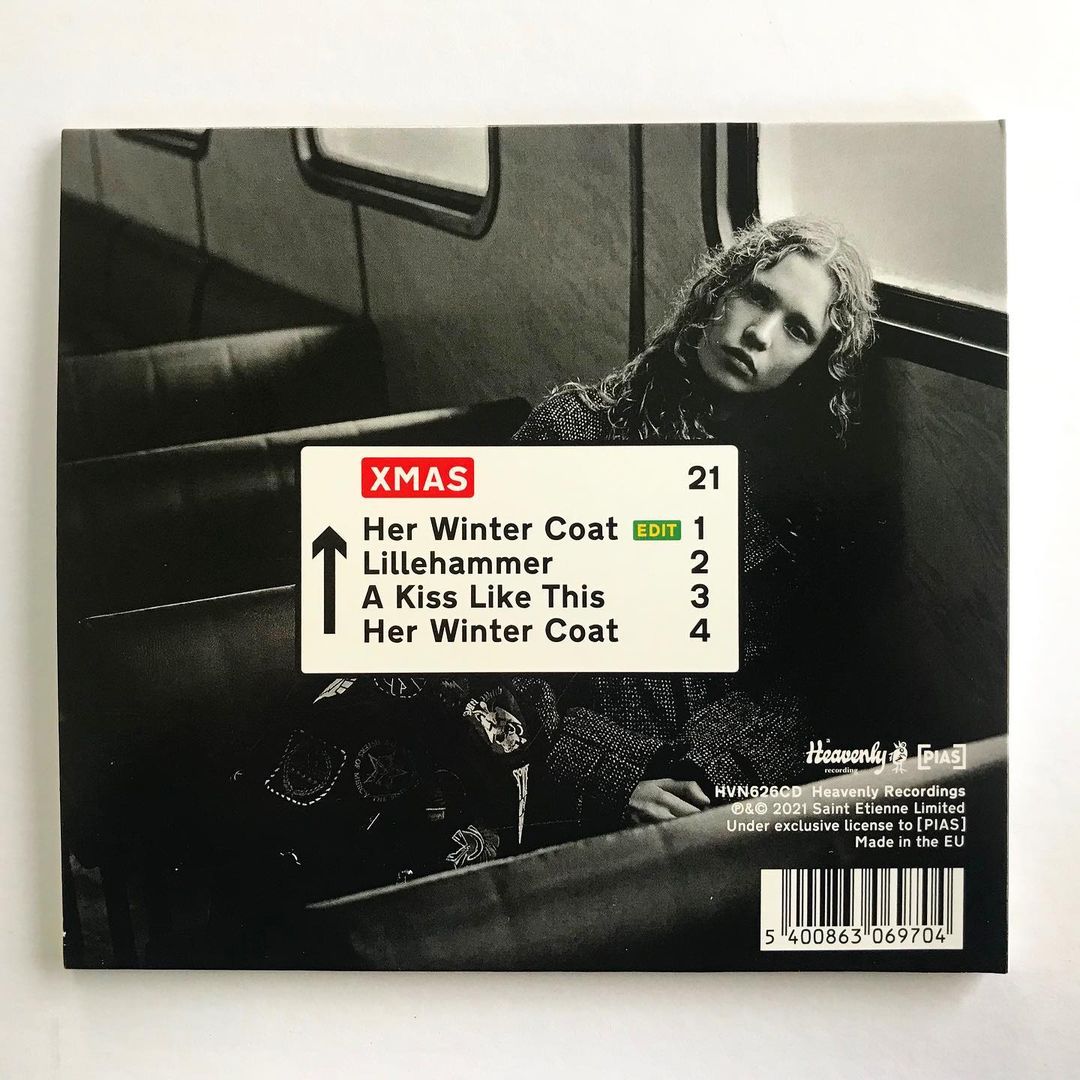 XMAS 21
Her Winter Coat EDIT 1
Lillehammer 2
A Kiss Like This 3
Her Winter Coat 4
Heavenly [PIAS]
recording
HVN626CD Heavenly Recordings
℗&© 2021 Saint Etienne Limited
Under exclusive license to [PIAS]
Made in the EU
5 400863 069704